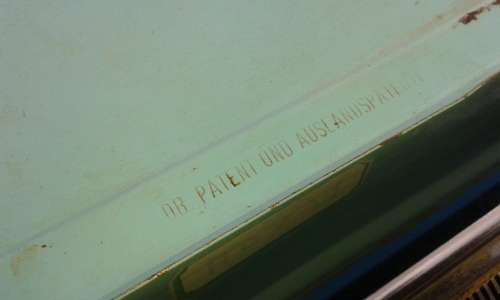 DB PATENT UND AUSLANDSPATENT